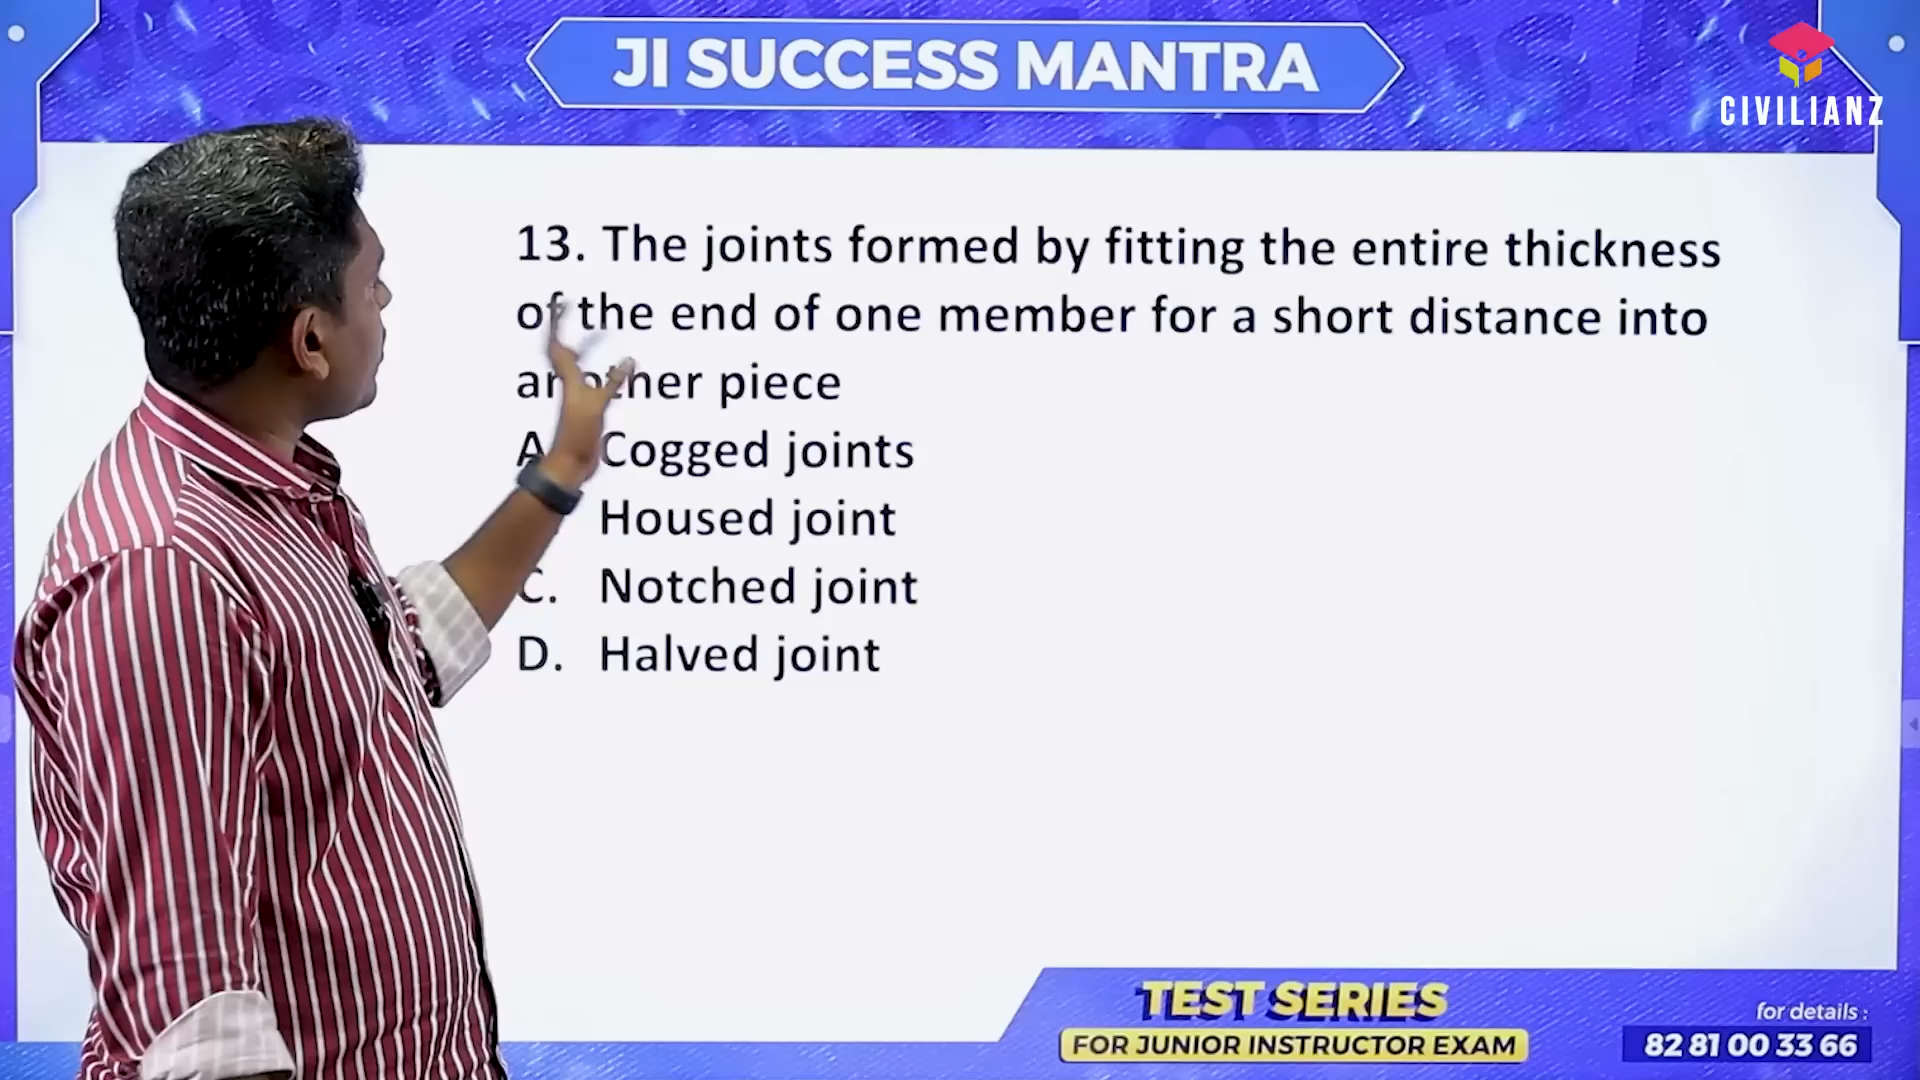 JI SUCCESS MANTRA
CIVILIANZ
13. The joints formed by fitting the entire thickness
of the end of one member for a short distance into
another piece
A. Cogged joints
Housed joint
C. Notched joint
D. Halved joint
TEST SERIES
FOR JUNIOR INSTRUCTOR EXAM
for details :
82 81 00 33 66